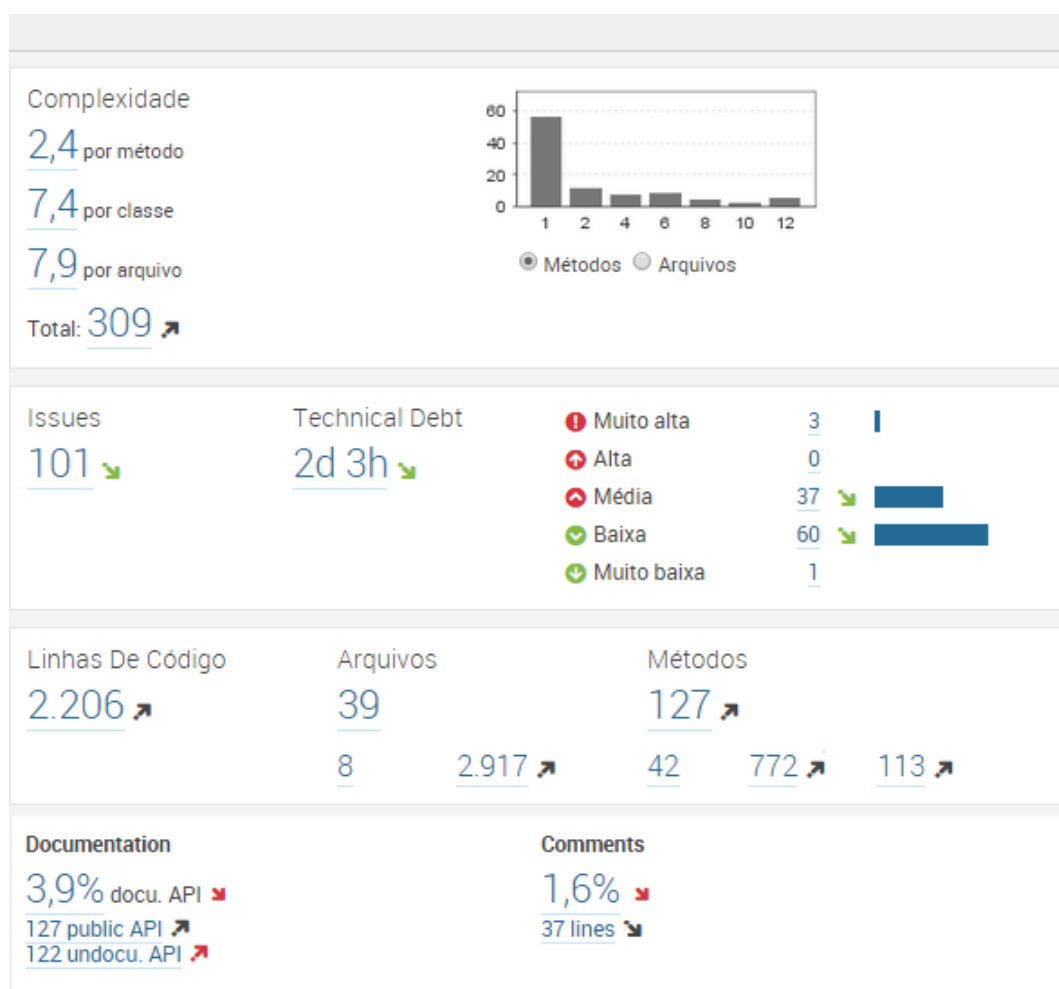 Complexidade
2,4 por método
7,4 por classe
7,9 por arquivo
Total: 309
60
40
20
0
1 2 4 6 8 10 12
Métodos Arquivos
Issues
101
Technical Debt
2d 3h
Muito alta 3
Alta 0
Média 37
Baixa 60
Muito baixa 1
Linhas De Código
2.206
Arquivos
39
8 2.917
Métodos
127
42 772 113
Documentation
3,9% docu. API
127 public API
122 undocu. API
Comments
1,6%
37 lines